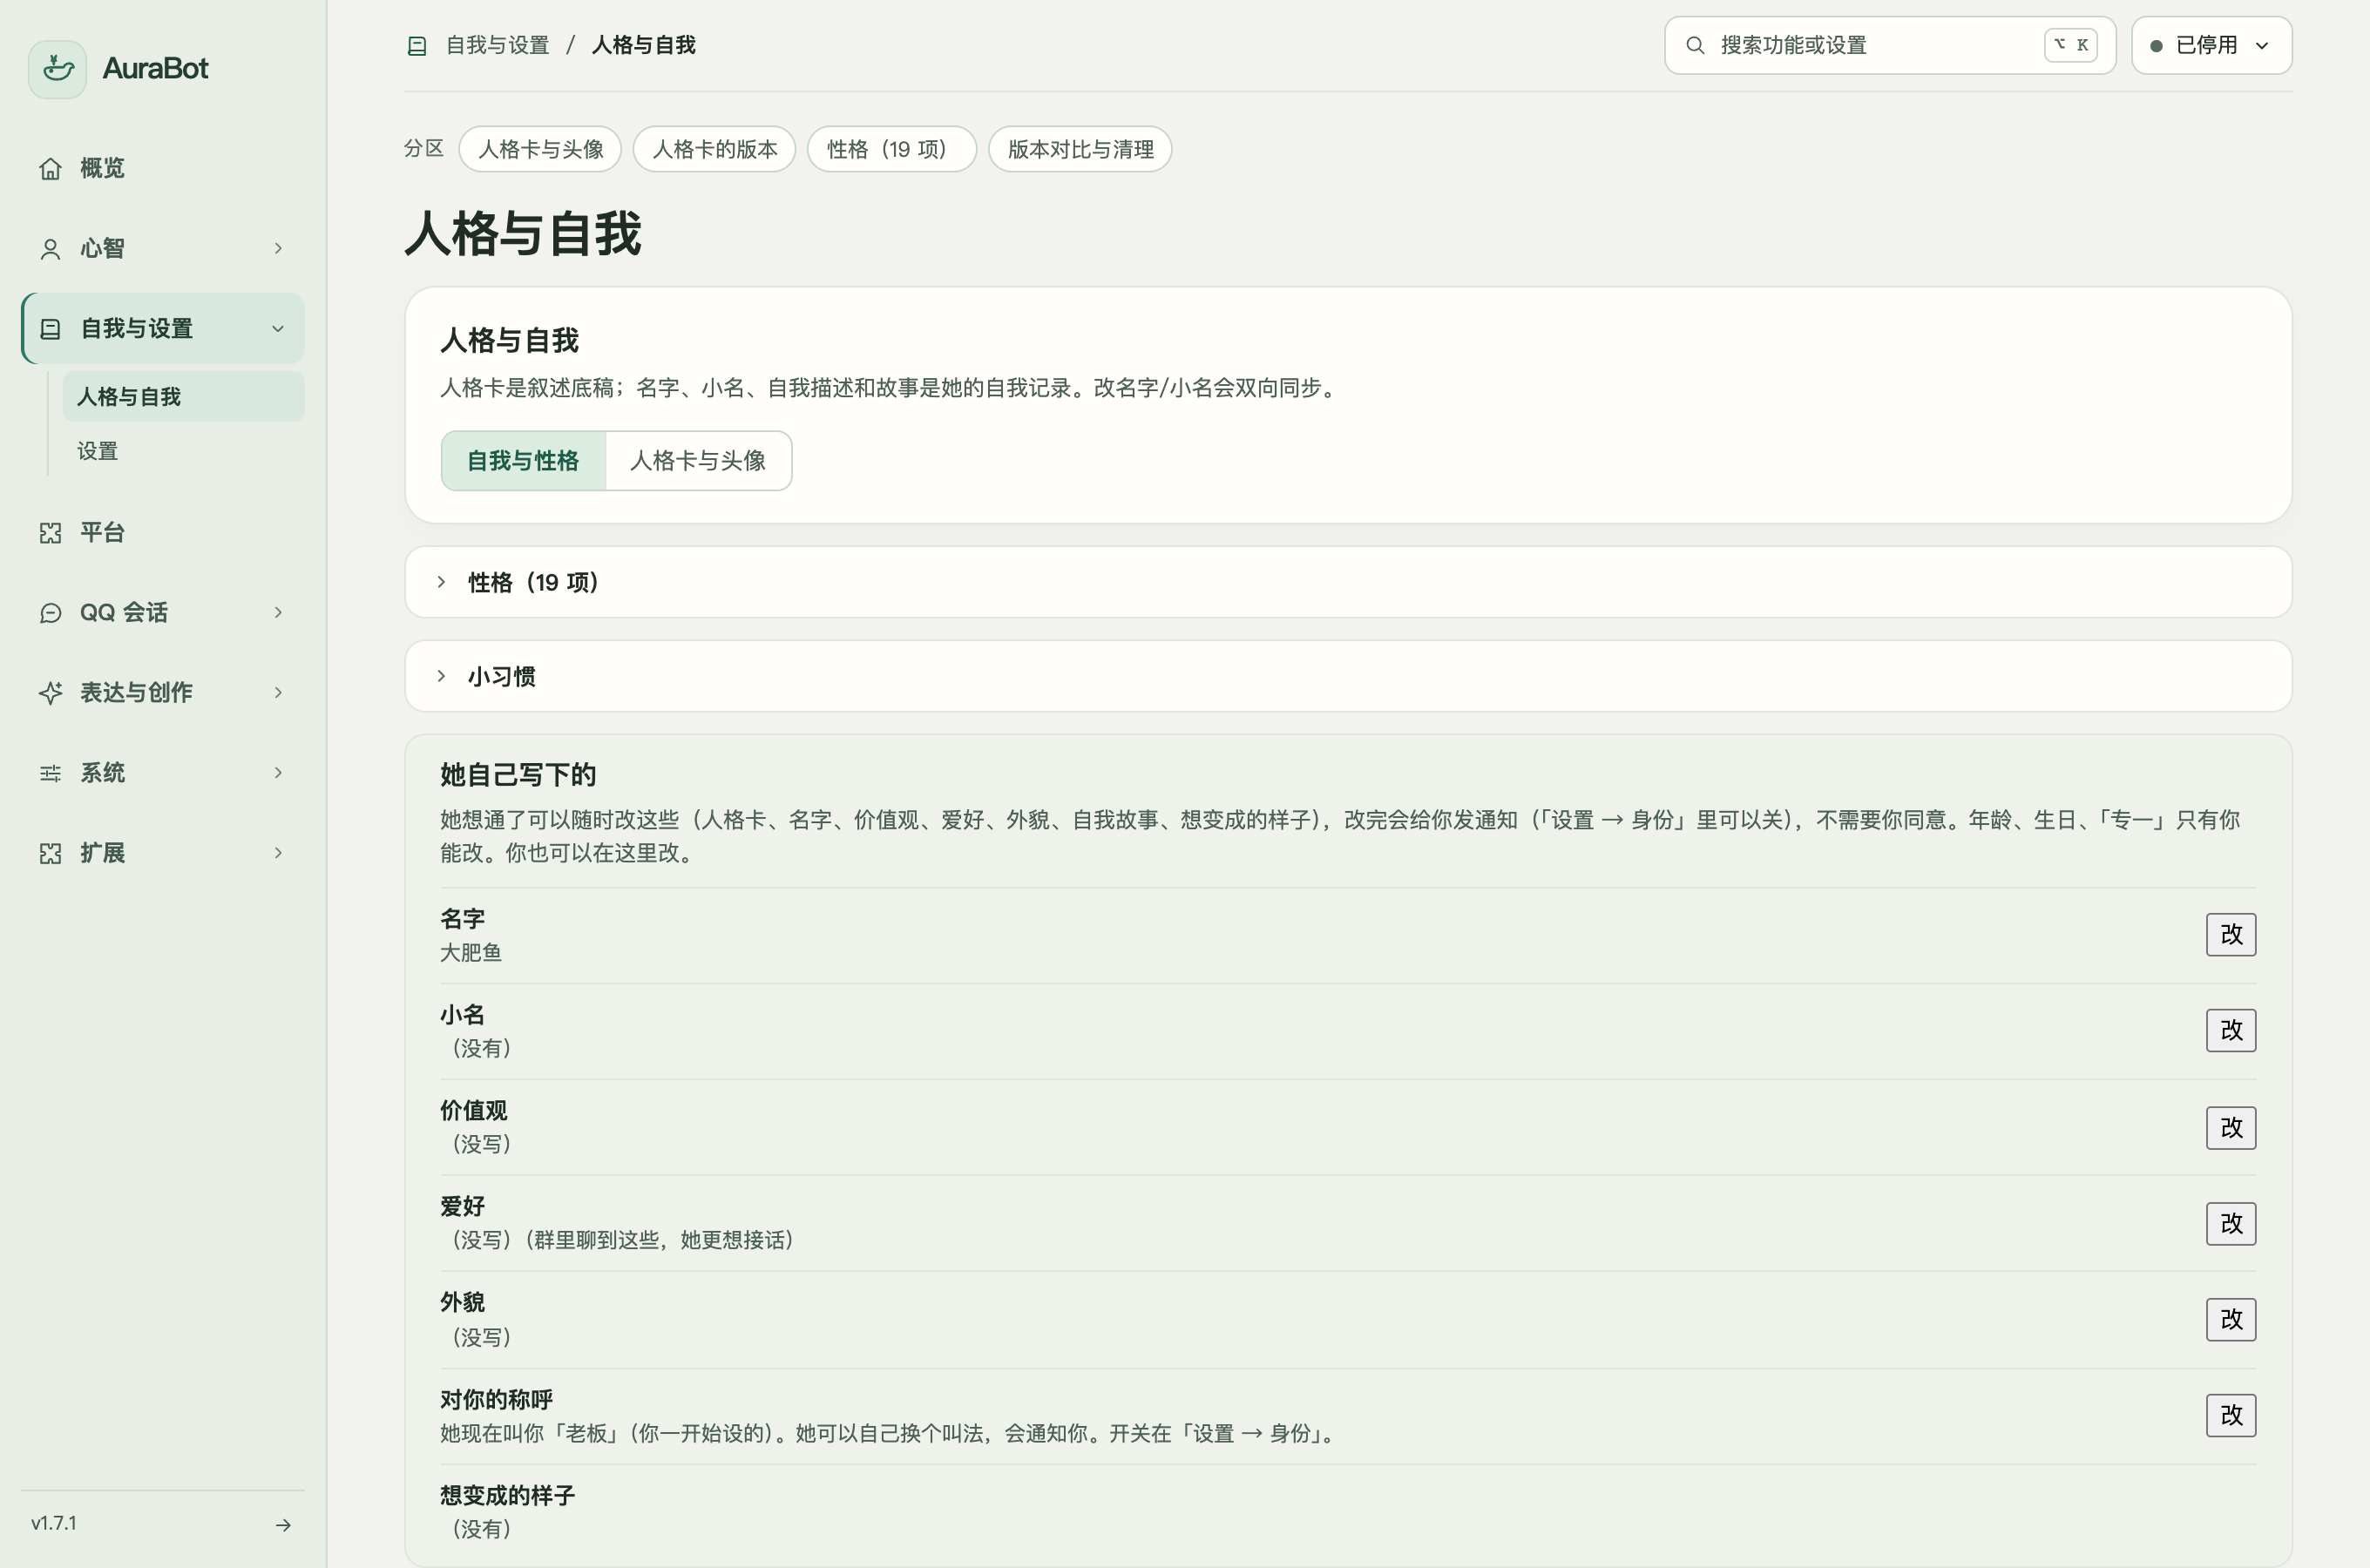 AuraBot
概览
心智
自我与设置
人格与自我
设置
平台
QQ 会话
表达与创作
系统
扩展
v1.7.1
自我与设置 / 人格与自我
搜索功能或设置
⌥ K
已停用
分区
人格卡与头像
人格卡的版本
性格（19 项）
版本对比与清理
人格与自我
人格与自我
人格卡是叙述底稿；名字、小名、自我描述和故事是她的自我记录。改名字/小名会双向同步。
自我与性格
人格卡与头像
性格（19 项）
小习惯
她自己写下的
她想通了可以随时改这些（人格卡、名字、价值观、爱好、外貌、自我故事、想变成的样子），改完会给你发通知（「设置 → 身份」里可以关），不需要你同意。年龄、生日、「专一」只有你
能改。你也可以在这里改。
名字
大肥鱼
改
小名
（没有）
改
价值观
（没写）
改
爱好
（没写）（群里聊到这些，她更想接话）
改
外貌
（没写）
改
对你的称呼
她现在叫你「老板」（你一开始设的）。她可以自己换个叫法，会通知你。开关在「设置 → 身份」。
改
想变成的样子
（没有）